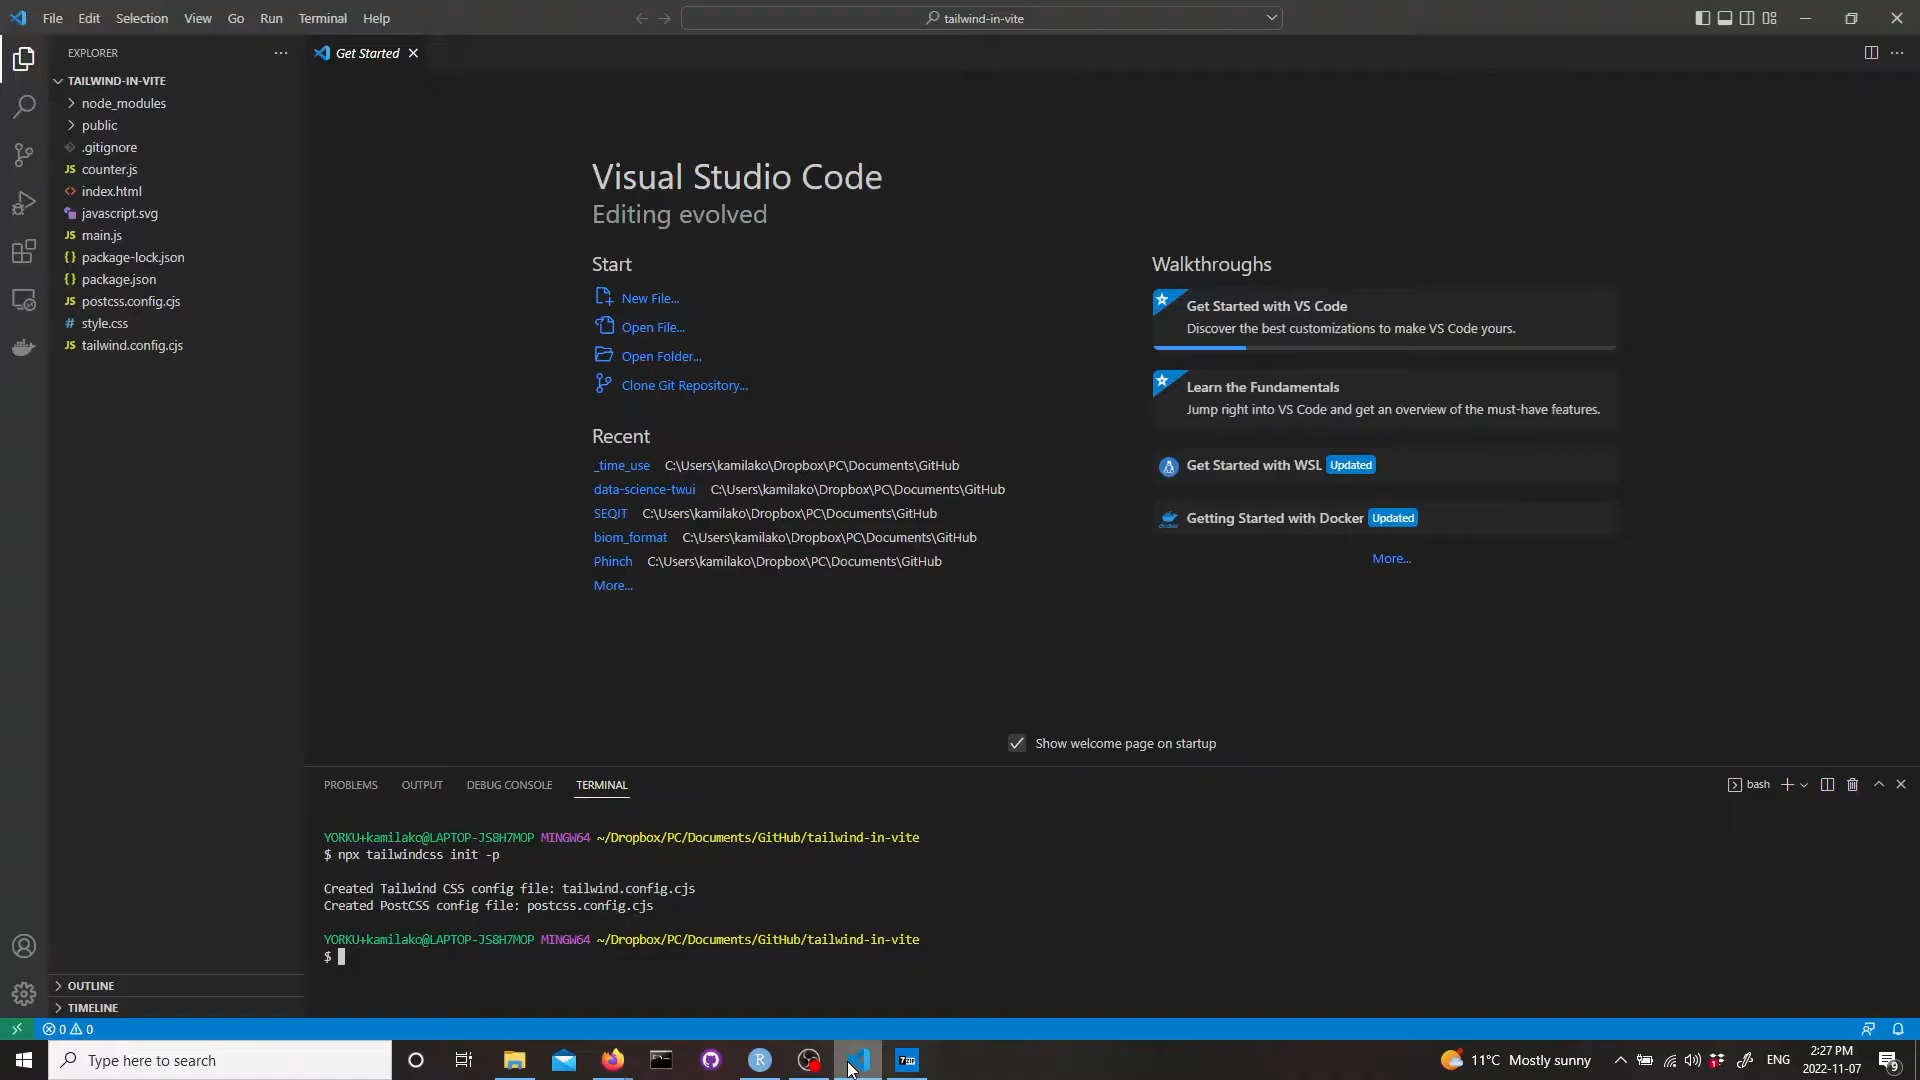 File Edit Selection View Go Run Terminal Help
tailwind-in-vite
EXPLORER
Get Started
TAILWIND-IN-VITE
node_modules
public
.gitignore
JS counter.js
<> index.html
javascript.svg
JS main.js
{} package-lock.json
{} package.json
JS postcss.config.cjs
# style.css
JS tailwind.config.cjs
OUTLINE
TIMELINE
Visual Studio Code
Editing evolved
Start
New File...
Open File...
Open Folder...
Clone Git Repository...
Recent
_time_use C:\Users\kamilako\Dropbox\PC\Documents\GitHub
data-science-twui C:\Users\kamilako\Dropbox\PC\Documents\GitHub
SEQIT C:\Users\kamilako\Dropbox\PC\Documents\GitHub
biom_format C:\Users\kamilako\Dropbox\PC\Documents\GitHub
Phinch C:\Users\kamilako\Dropbox\PC\Documents\GitHub
More...
Walkthroughs
Get Started with VS Code
Discover the best customizations to make VS Code yours.
Learn the Fundamentals
Jump right into VS Code and get an overview of the must-have features.
Get Started with WSL Updated
Getting Started with Docker Updated
More...
Show welcome page on startup
PROBLEMS OUTPUT DEBUG CONSOLE TERMINAL
bash
YORKU+kamilako@LAPTOP-JS8H7MOP MINGW64 ~/Dropbox/PC/Documents/GitHub/tailwind-in-vite
$ npx tailwindcss init -p
Created Tailwind CSS config file: tailwind.config.cjs
Created PostCSS config file: postcss.config.cjs
YORKU+kamilako@LAPTOP-JS8H7MOP MINGW64 ~/Dropbox/PC/Documents/GitHub/tailwind-in-vite
$
0 0
Type here to search
R
11°C Mostly sunny
ENG
2:27 PM
2022-11-07
9